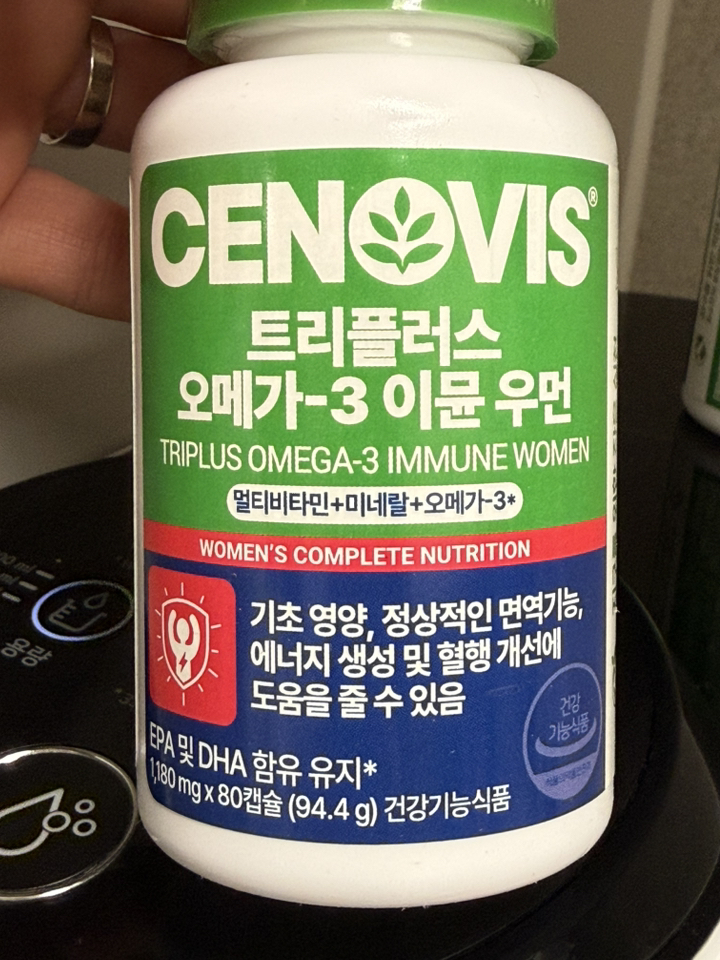 CENOVIS®
트리플러스
오메가-3 이뮨 우먼
TRIPLUS OMEGA-3 IMMUNE WOMEN
멀티비타민+미네랄+오메가-3*
WOMEN'S COMPLETE NUTRITION
기초 영양, 정상적인 면역기능,
에너지 생성 및 혈행 개선에
도움을 줄 수 있음
건강
기능식품
EPA 및 DHA 함유 유지*
1,180 mg x 80캡슐 (94.4 g) 건강기능식품
용량